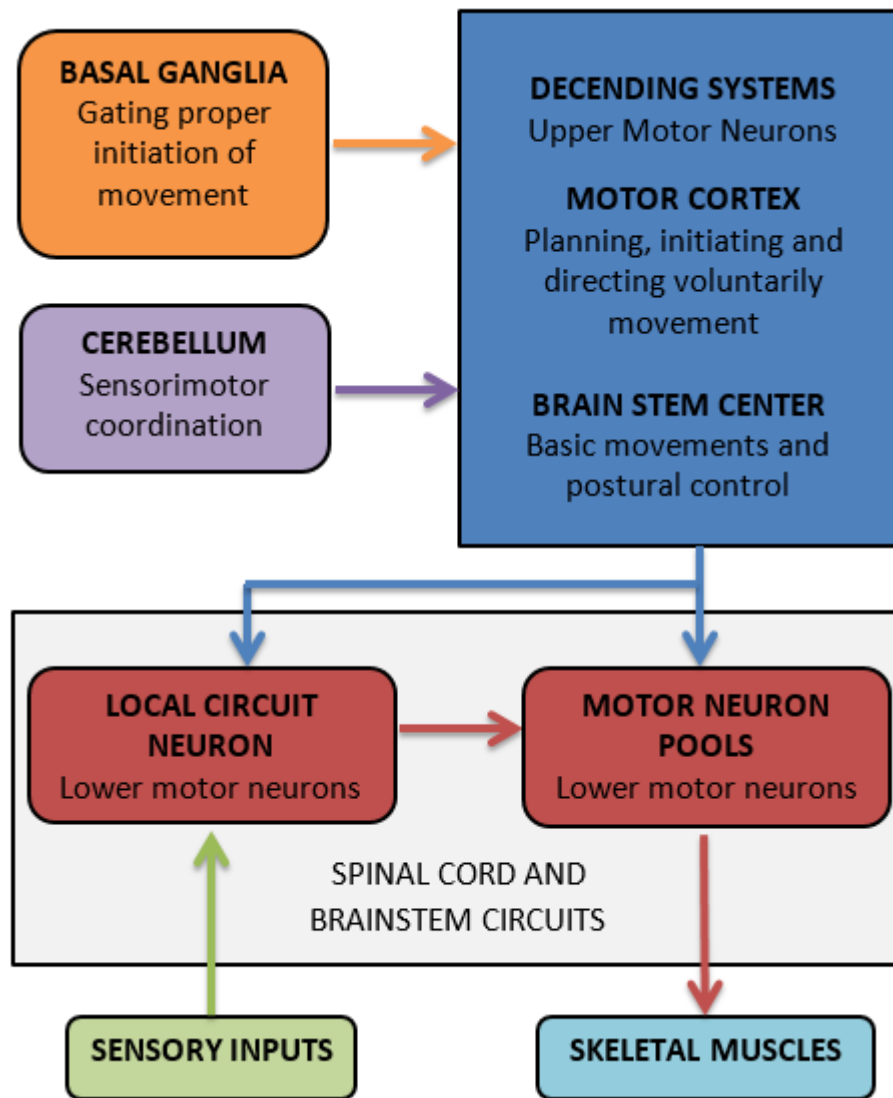 BASAL GANGLIA
Gating proper
initiation of
movement
DECENDING SYSTEMS
Upper Motor Neurons
MOTOR CORTEX
Planning, initiating and
directing voluntarily
movement
CEREBELLUM
Sensorimotor
coordination
BRAIN STEM CENTER
Basic movements and
postural control
LOCAL CIRCUIT
NEURON
Lower motor neurons
MOTOR NEURON
POOLS
Lower motor neurons
SPINAL CORD AND
BRAINSTEM CIRCUITS
SENSORY INPUTS
SKELETAL MUSCLES